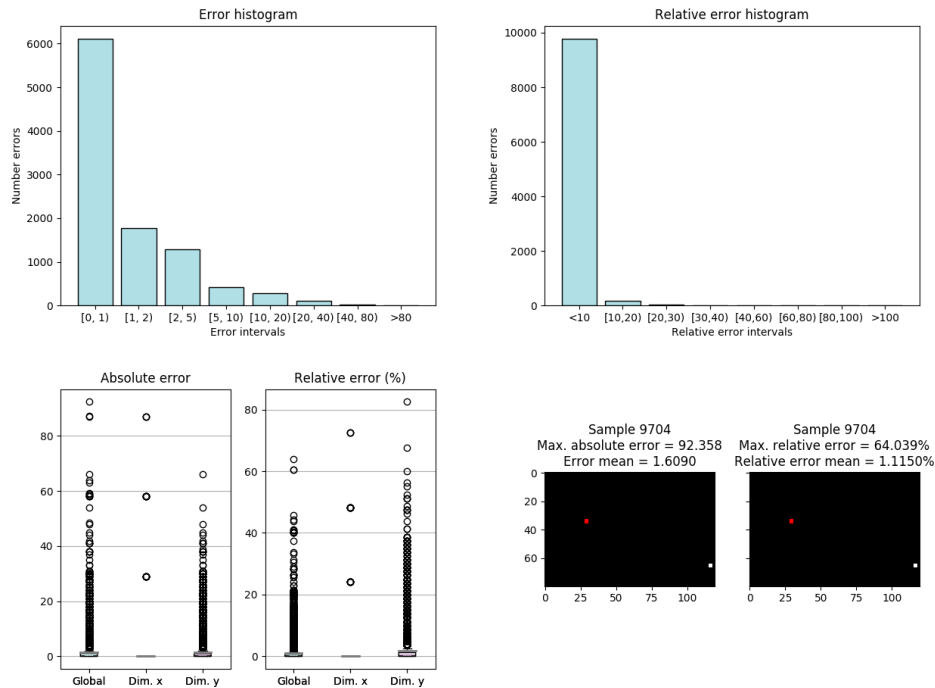 Error histogram
Number errors
6000
5000
4000
3000
2000
1000
0
[0, 1)
[1, 2)
[2, 5)
[5, 10)
[10, 20)
[20, 40)
[40, 80)
>80
Error intervals
Relative error histogram
Number errors
10000
8000
6000
4000
2000
0
<10
[10,20)
[20,30)
[30,40)
[40,60)
[60,80)
[80,100)
>100
Relative error intervals
Absolute error
80
60
40
20
0
Global
Dim. x
Dim. y
Relative error (%)
80
60
40
20
0
Global
Dim. x
Dim. y
Sample 9704
Max. absolute error = 92.358
Error mean = 1.6090
0
20
40
60
0
25
50
75
100
Sample 9704
Max. relative error = 64.039%
Relative error mean = 1.1150%
0
25
50
75
100